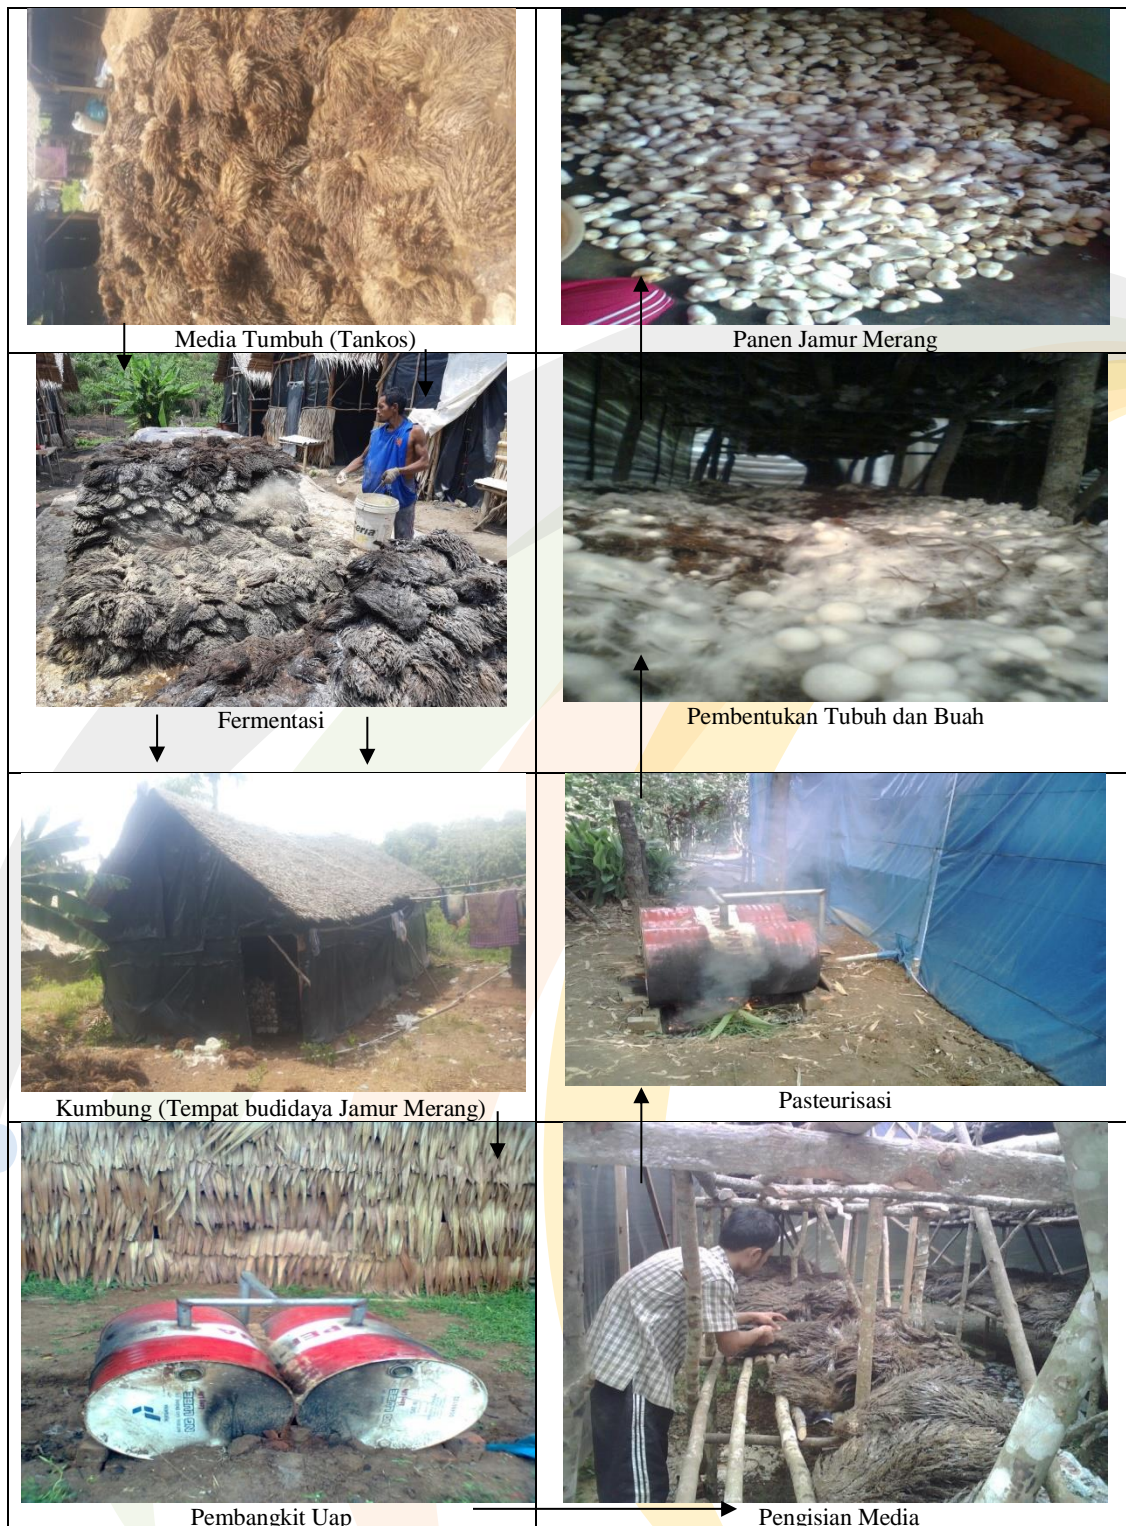 Media Tumbuh (Tankos)
Panen Jamur Merang
Fermentasi
Pembentukan Tubuh dan Buah
Kumbung (Tempat budidaya Jamur Merang)
Pasteurisasi
Pembangkit Uap
Pengisian Media